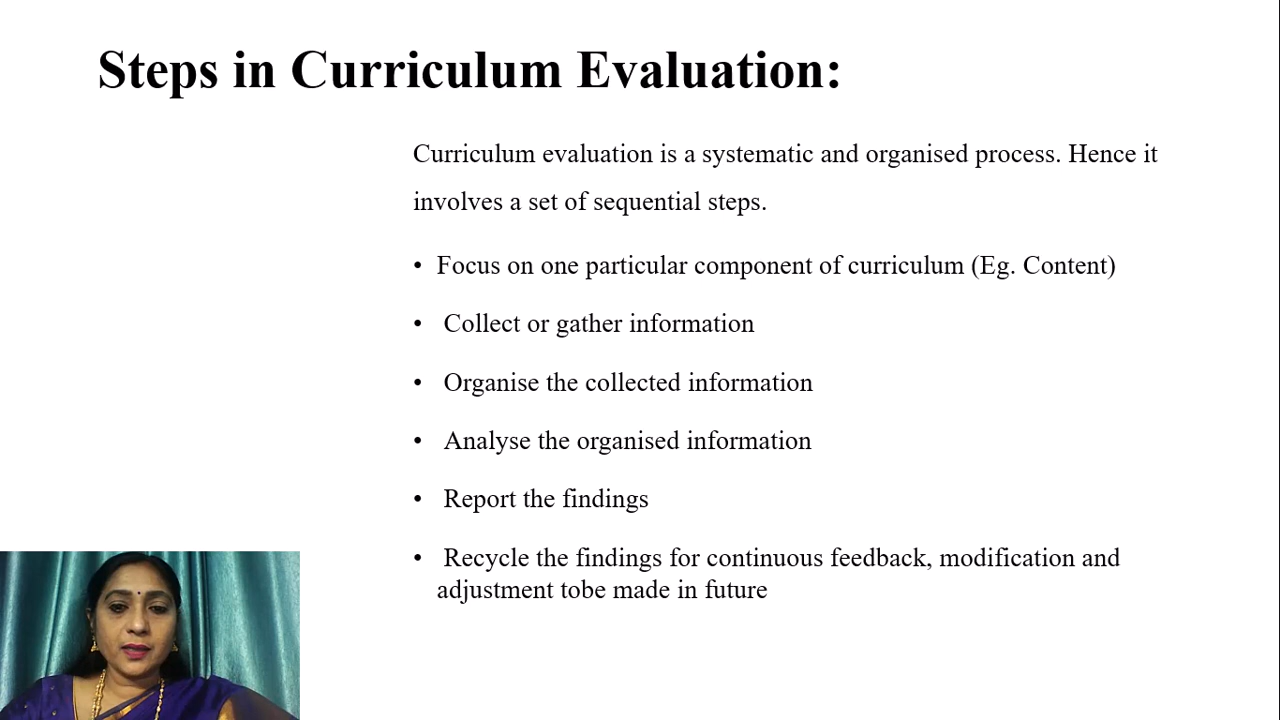 Steps in Curriculum Evaluation:
Curriculum evaluation is a systematic and organised process. Hence it
involves a set of sequential steps.
• Focus on one particular component of curriculum (Eg. Content)
• Collect or gather information
• Organise the collected information
• Analyse the organised information
• Report the findings
• Recycle the findings for continuous feedback, modification and
adjustment tobe made in future